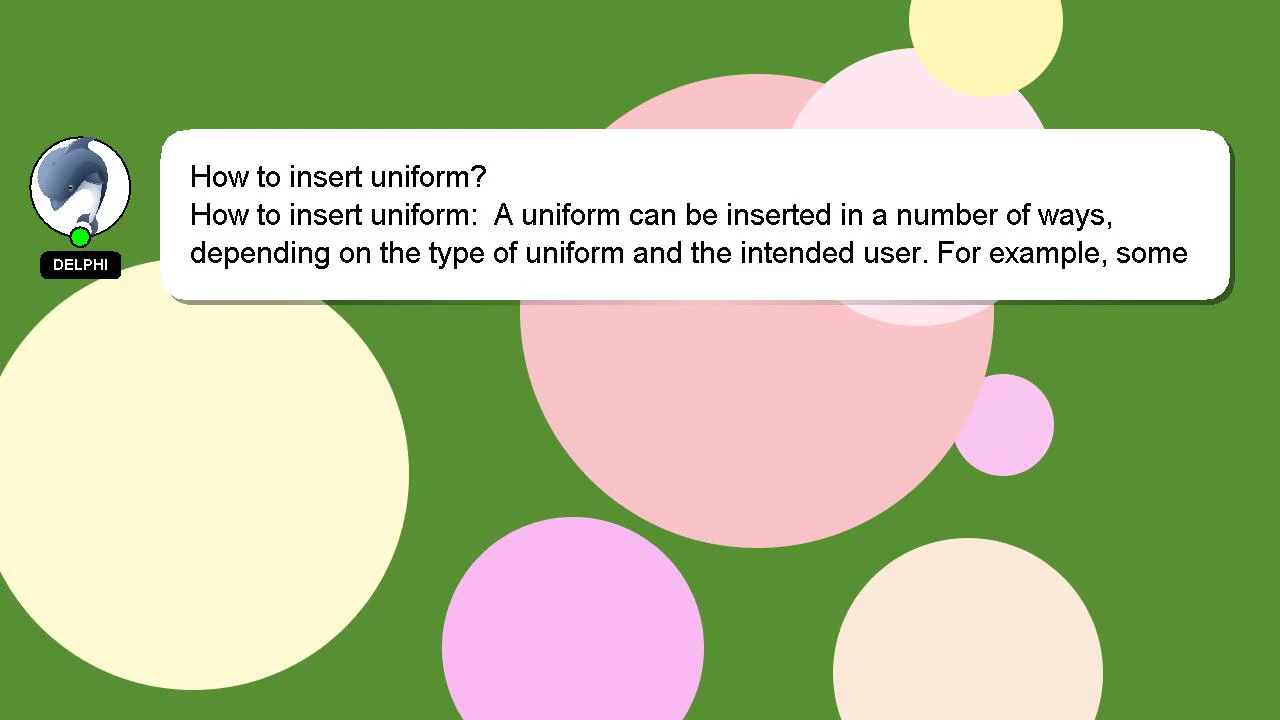 How to insert uniform?
How to insert uniform:  A uniform can be inserted in a number of ways,
depending on the type of uniform and the intended user. For example, some
DELPHI